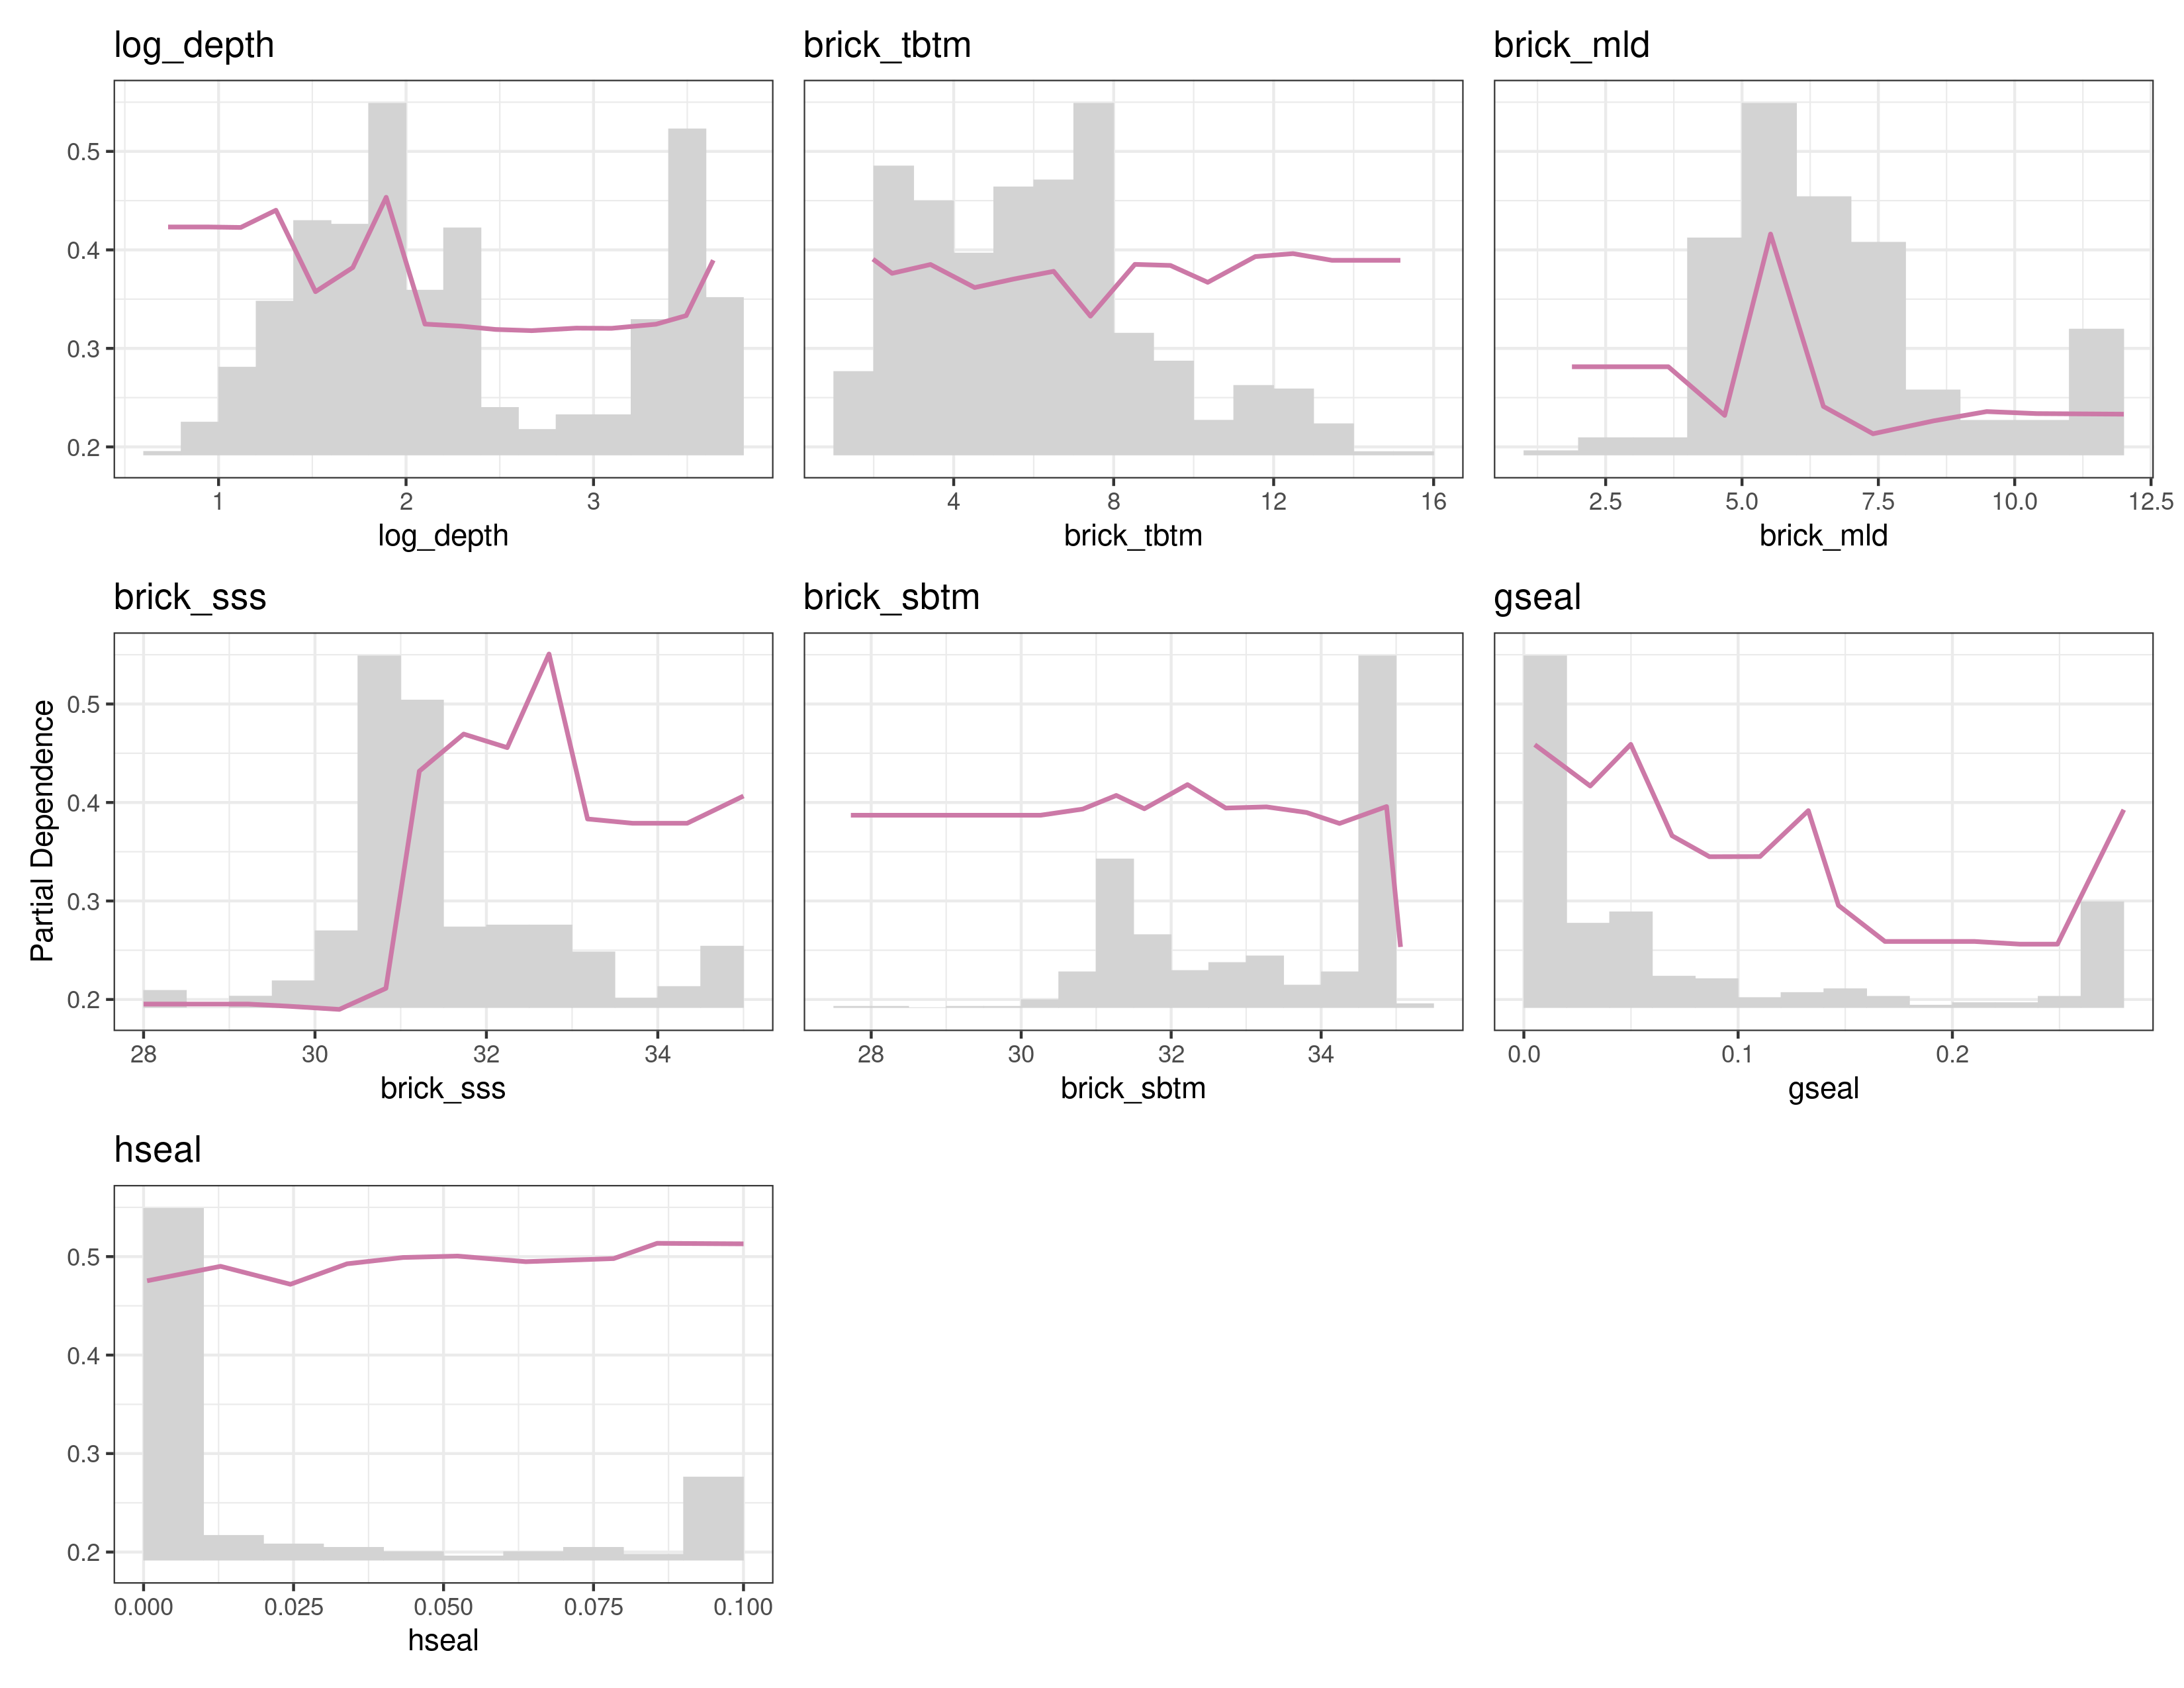 log_depth brick_tbtm brick_mld
0.5
0.4
0.3
0.2
1 2 3 4 8 12 16 2.5 5.0 7.5 10.0 12.5
log_depth brick_tbtm brick_mld
brick_sss brick_sbtm gseal
Partial Dependence
0.5
0.4
0.3
0.2
28 30 32 34 28 30 32 34 0.0 0.1 0.2
brick_sss brick_sbtm gseal
hseal
0.5
0.4
0.3
0.2
0.000 0.025 0.050 0.075 0.100
hseal